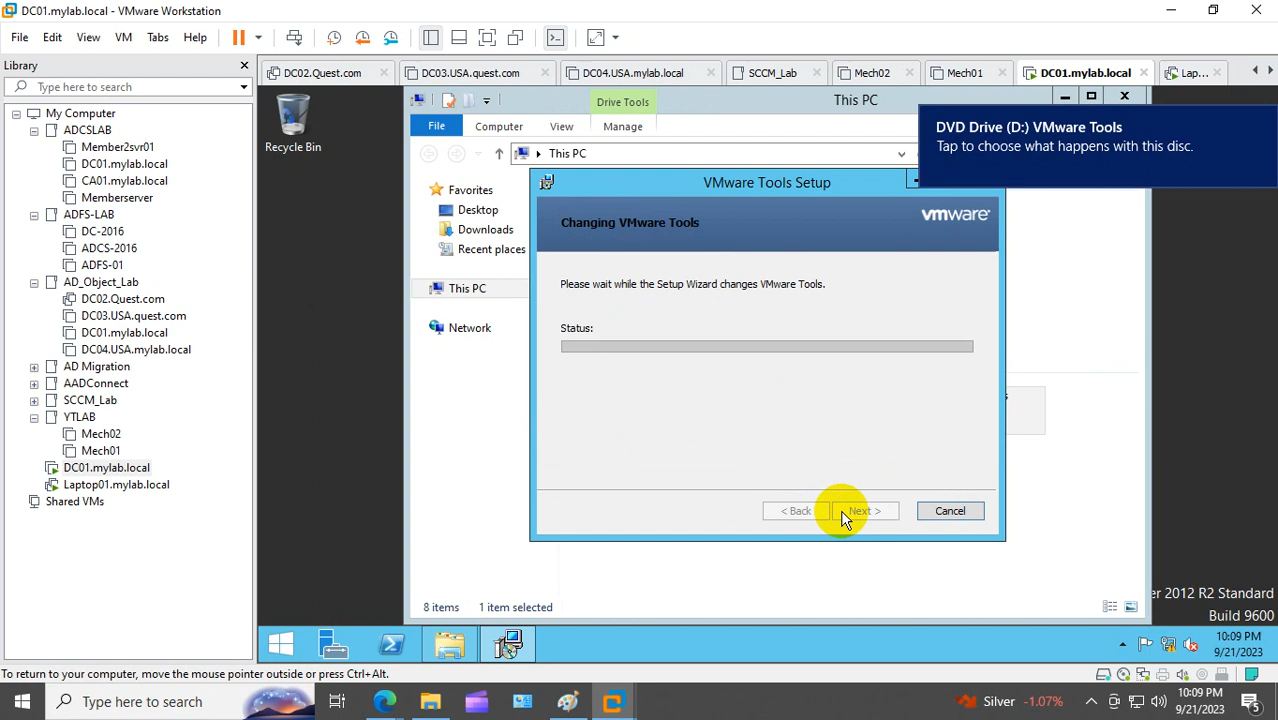 DC01.mylab.local - VMware Workstation
File Edit View VM Tabs Help
Library
Type here to search
My Computer
ADCSLAB
Member2svr01
DC01.mylab.local
CA01.mylab.local
Memberserver
ADFS-LAB
DC-2016
ADCS-2016
ADFS-01
AD_Object_Lab
DC02.Quest.com
DC03.USA.quest.com
DC01.mylab.local
DC04.USA.mylab.local
AD Migration
AADConnect
SCCM_Lab
YTLAB
Mech02
Mech01
DC01.mylab.local
Laptop01.mylab.local
Shared VMs
DC02.Quest.com DC03.USA.quest.com DC04.USA.mylab.local SCCM_Lab Mech02 Mech01 DC01.mylab.local Lap...
Recycle Bin
Drive Tools This PC
File Computer View Manage
This PC
Favorites
Desktop
Downloads
Recent places
This PC
Network
DVD Drive (D:) VMware Tools
Tap to choose what happens with this disc.
VMware Tools Setup
Changing VMware Tools
vmware
Please wait while the Setup Wizard changes VMware Tools.
Status:
< Back Next > Cancel
8 items 1 item selected
2012 R2 Standard
Build 9600
10:09 PM
9/21/2023
To return to your computer, move the mouse pointer outside or press Ctrl+Alt.
Type here to search
Silver -1.07%
10:09 PM
9/21/2023
5